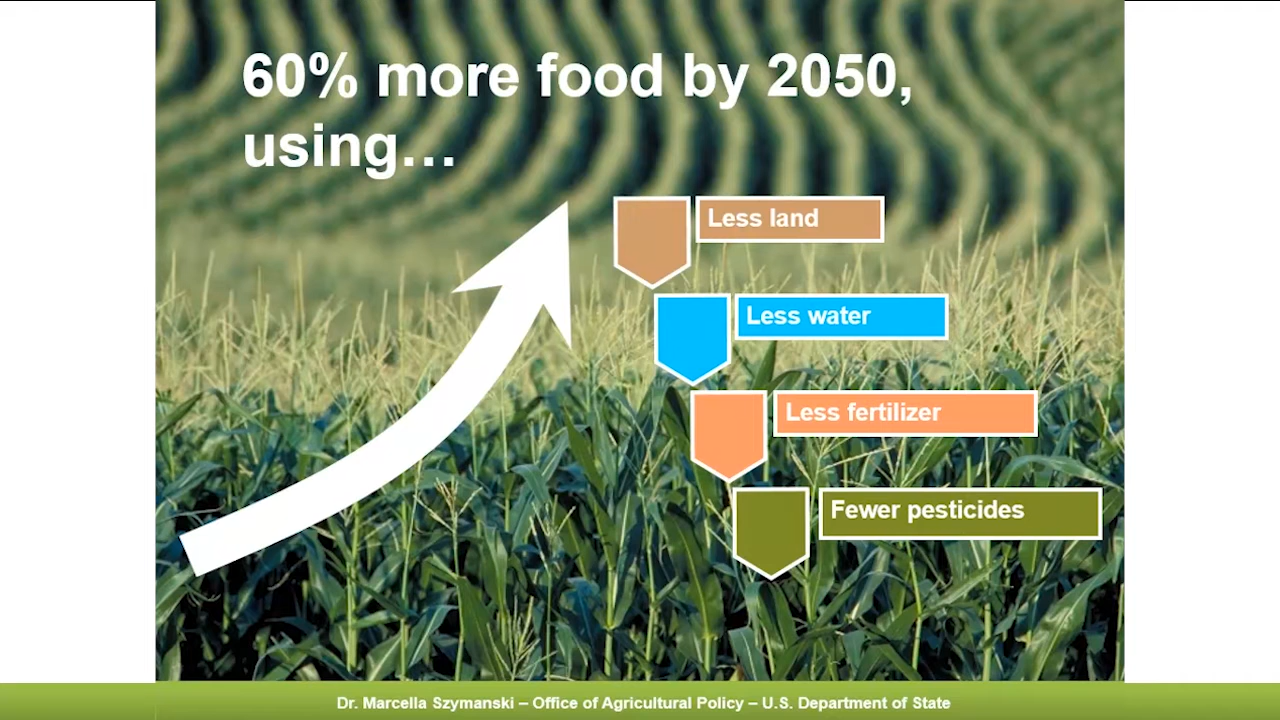 60% more food by 2050,
using…
Less land
Less water
Less fertilizer
Fewer pesticides
Dr. Marcella Szymanski – Office of Agricultural Policy – U.S. Department of State